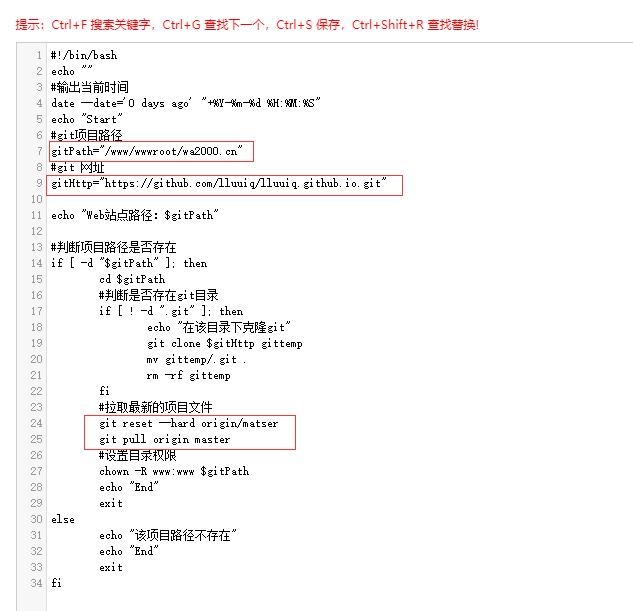 提示：Ctrl+F 搜索关键字，Ctrl+G 查找下一个，Ctrl+S 保存，Ctrl+Shift+R 查找替换!
1 #!/bin/bash
2 echo ""
3 #输出当前时间
4 date --date='0 days ago' "+%Y-%m-%d %H:%M:%S"
5 echo "Start"
6 #git项目路径
7 gitPath="/www/wwwroot/wa2000.cn"
8 #git 网址
9 gitHttp="https://github.com/lluuiq/lluuiq.github.io.git"
10
11 echo "Web站点路径：$gitPath"
12
13 #判断项目路径是否存在
14 if [ -d "$gitPath" ]; then
15 cd $gitPath
16 #判断是否存在git目录
17 if [ ! -d ".git" ]; then
18 echo "在该目录下克隆git"
19 git clone $gitHttp gittemp
20 mv gittemp/.git .
21 rm -rf gittemp
22 fi
23 #拉取最新的项目文件
24 git reset --hard origin/matser
25 git pull origin master
26 #设置目录权限
27 chown -R www:www $gitPath
28 echo "End"
29 exit
30 else
31 echo "该项目路径不存在"
32 echo "End"
33 exit
34 fi